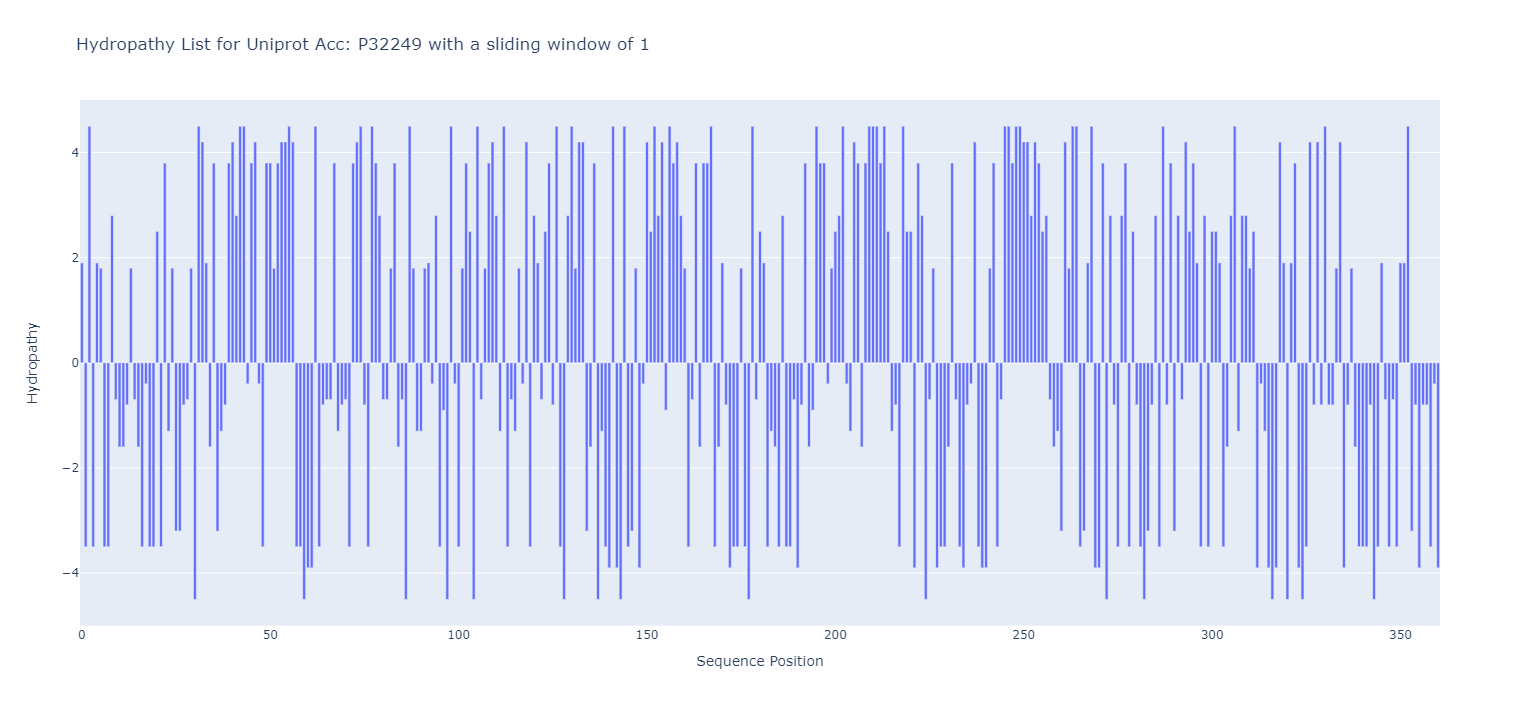 Hydropathy List for Uniprot Acc: P32249 with a sliding window of 1
Hydropathy
4
2
0
−2
−4
0 50 100 150 200 250 300 350
Sequence Position